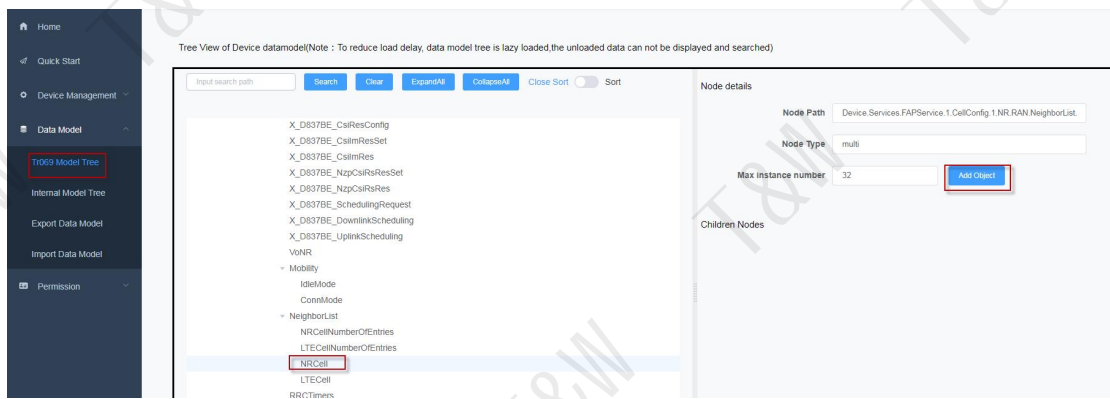 Home
Quick Start
Device Management
Data Model
Tr069 Model Tree
Internal Model Tree
Export Data Model
Import Data Model
Permission
Tree View of Device datamodel(Note : To reduce load delay, data model tree is lazy loaded,the unloaded data can not be displayed and searched)
Input search path Search Clear ExpandAll CollapseAll Close Sort Sort
X_D837BE_CsiResConfig
X_D837BE_CsiImResSet
X_D837BE_CsiImRes
X_D837BE_NzpCsiRsResSet
X_D837BE_NzpCsiRsRes
X_D837BE_SchedulingRequest
X_D837BE_DownlinkScheduling
X_D837BE_UplinkScheduling
VoNR
Mobility
IdleMode
ConnMode
NeighborList
NRCellNumberOfEntries
LTECellNumberOfEntries
NRCell
LTECell
RRCTimers
Node details
Node Path Device.Services.FAPService.1.CellConfig.1.NR.RAN.NeighborList.
Node Type multi
Max instance number 32 Add Object
Children Nodes
T&W
T&W
T&W